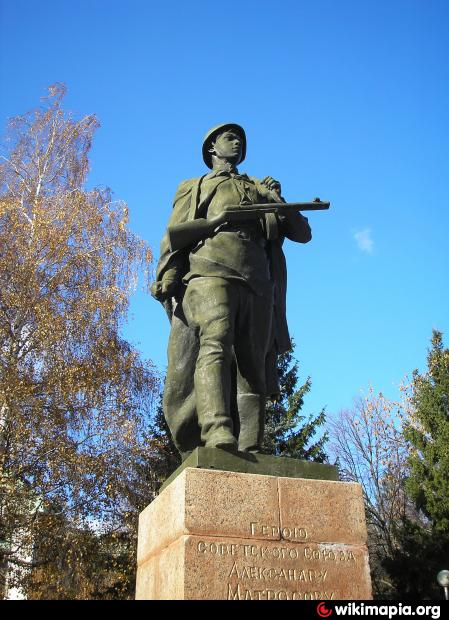 Герою
Советского Союза
Александру
Матросову
wikimapia.org